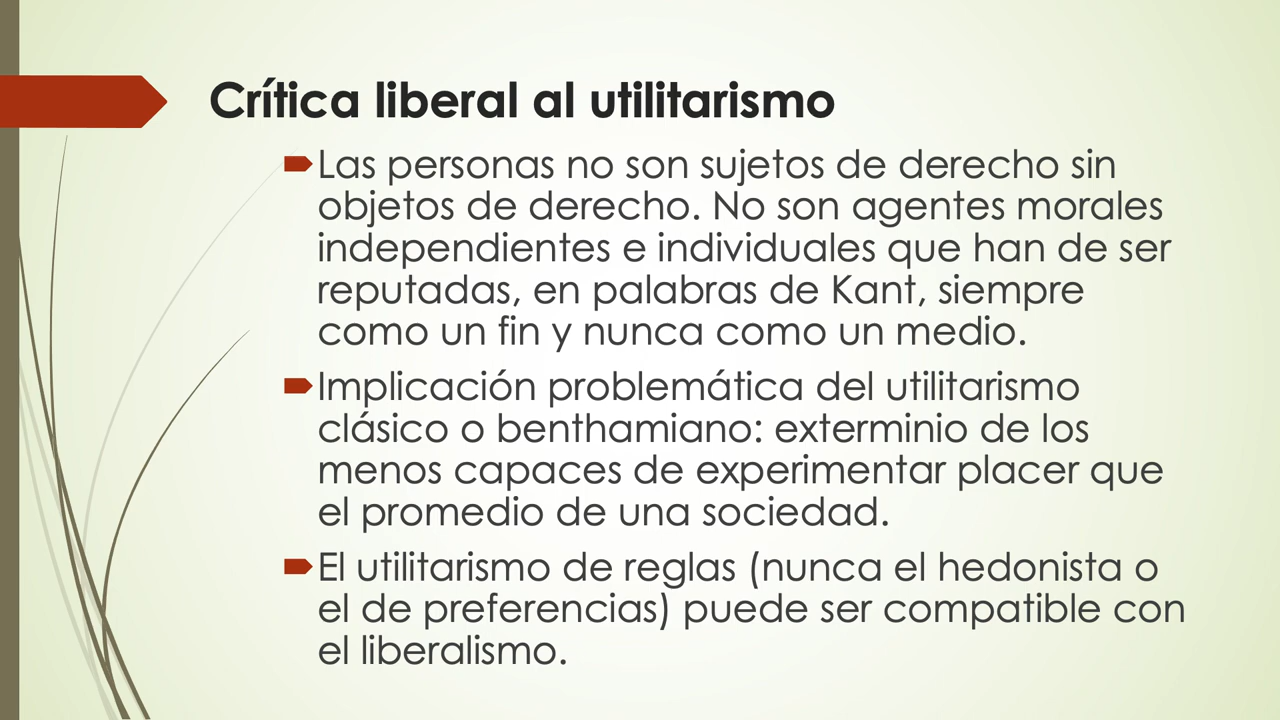 Crítica liberal al utilitarismo
Las personas no son sujetos de derecho sin
objetos de derecho. No son agentes morales
independientes e individuales que han de ser
reputadas, en palabras de Kant, siempre
como un fin y nunca como un medio.
Implicación problemática del utilitarismo
clásico o benthamiano: exterminio de los
menos capaces de experimentar placer que
el promedio de una sociedad.
El utilitarismo de reglas (nunca el hedonista o
el de preferencias) puede ser compatible con
el liberalismo.